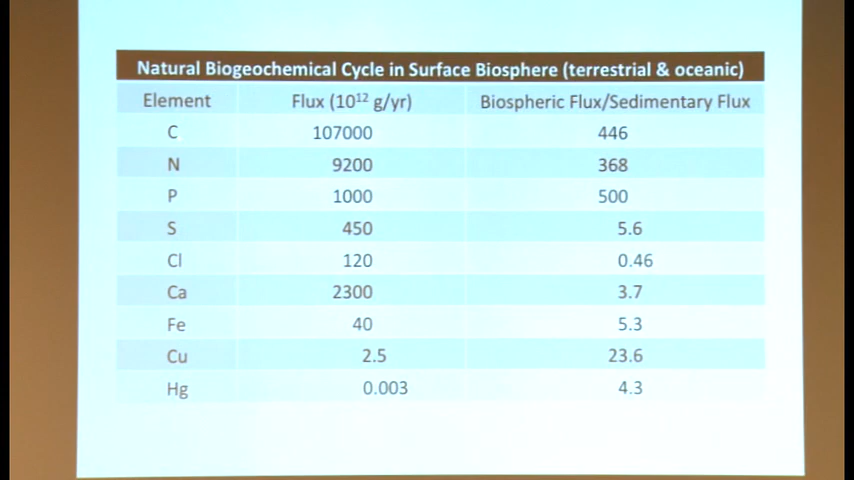 Natural Biogeochemical Cycle in Surface Biosphere (terrestrial & oceanic)
Element Flux (10¹² g/yr) Biospheric Flux/Sedimentary Flux
C 107000 446
N 9200 368
P 1000 500
S 450 5.6
Cl 120 0.46
Ca 2300 3.7
Fe 40 5.3
Cu 2.5 23.6
Hg 0.003 4.3